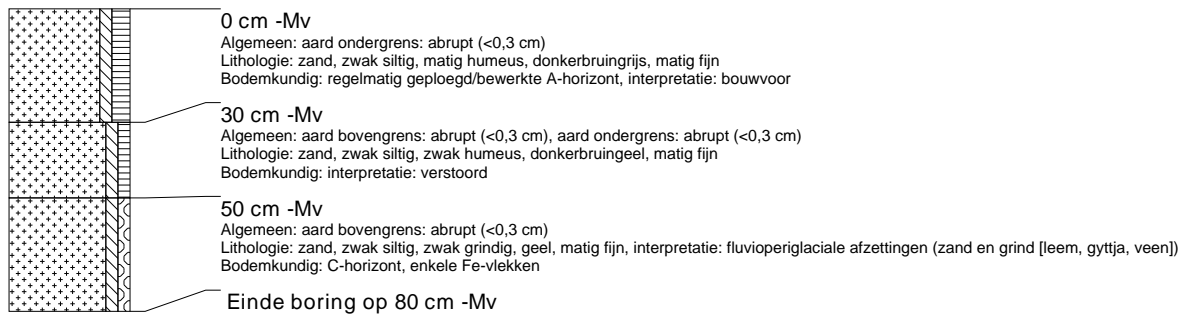 0 cm -Mv
Algemeen: aard ondergrens: abrupt (<0,3 cm)
Lithologie: zand, zwak siltig, matig humeus, donkerbruingrijs, matig fijn
Bodemkundig: regelmatig geploegd/bewerkte A-horizont, interpretatie: bouwvoor
30 cm -Mv
Algemeen: aard bovengrens: abrupt (<0,3 cm), aard ondergrens: abrupt (<0,3 cm)
Lithologie: zand, zwak siltig, zwak humeus, donkerbruingeel, matig fijn
Bodemkundig: interpretatie: verstoord
50 cm -Mv
Algemeen: aard bovengrens: abrupt (<0,3 cm)
Lithologie: zand, zwak siltig, zwak grindig, geel, matig fijn, interpretatie: fluvioperiglaciale afzettingen (zand en grind [leem, gyttja, veen])
Bodemkundig: C-horizont, enkele Fe-vlekken
Einde boring op 80 cm -Mv